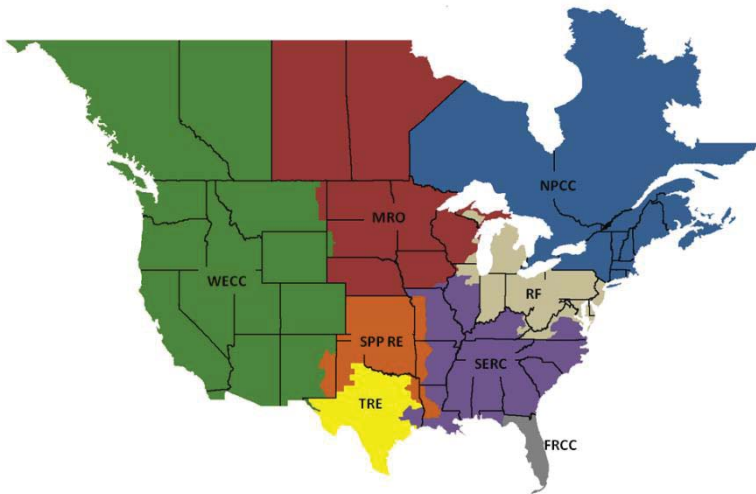 NPCC
MRO
WECC
RF
SPP RE
SERC
TRE
FRCC